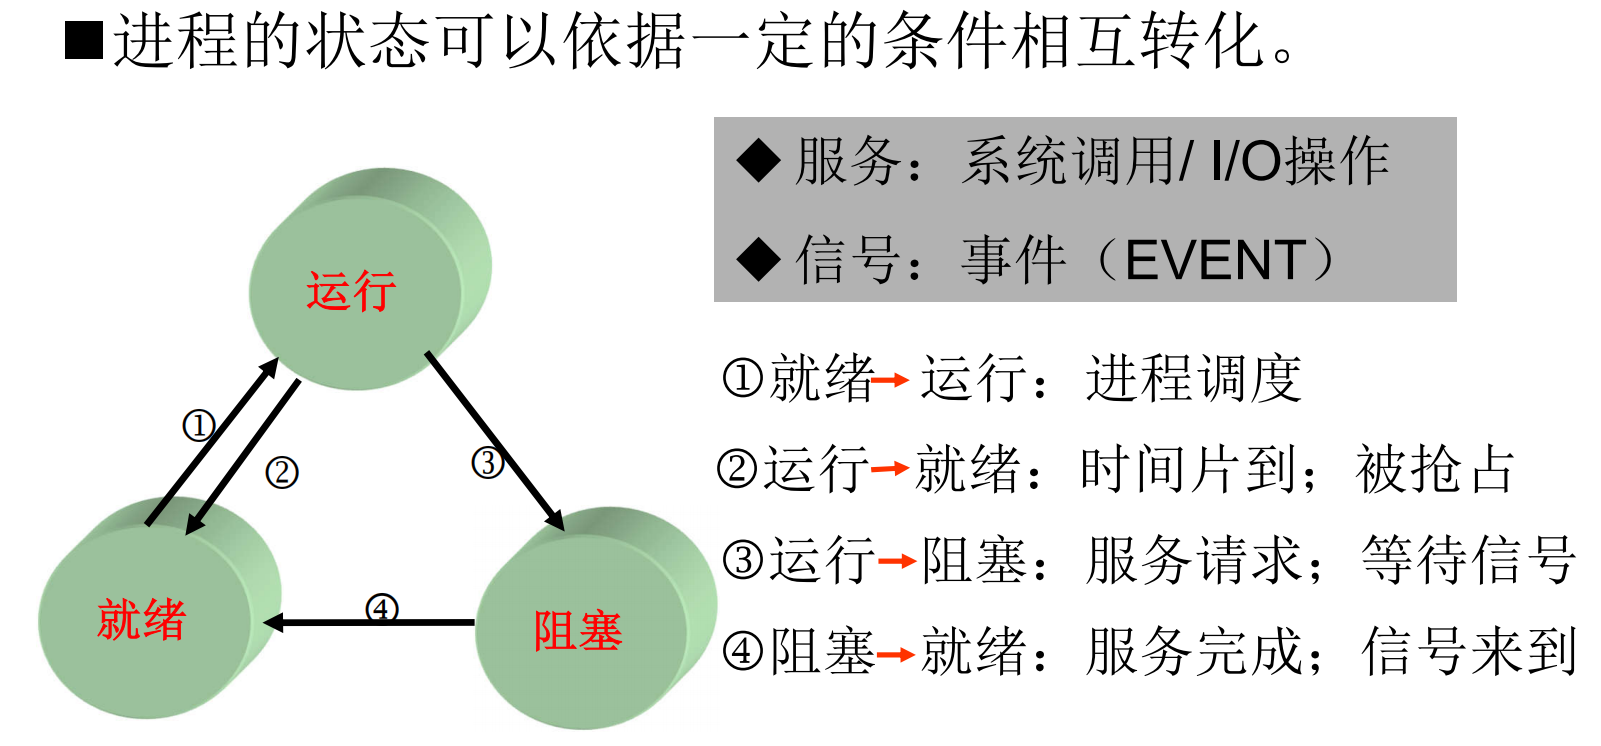 ■进程的状态可以依据一定的条件相互转化。
◆服务：系统调用/ I/O操作
◆信号：事件（EVENT）
运行
①
②
③
就绪
④
阻塞
①就绪→运行：进程调度
②运行→就绪：时间片到；被抢占
③运行→阻塞：服务请求；等待信号
④阻塞→就绪：服务完成；信号来到